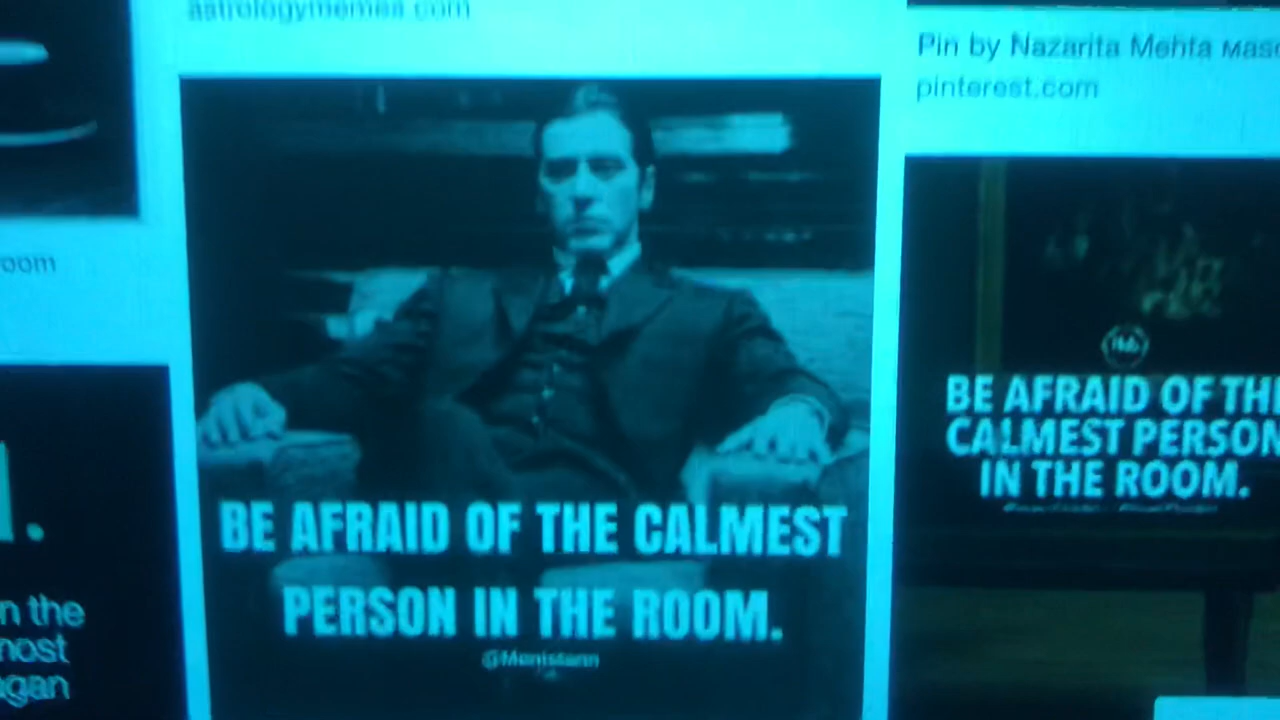 astrologymemes.com
Pin by Nazarita Mehta
pinterest.com
oom
BE AFRAID OF THE CALMEST
PERSON IN THE ROOM.
BE AFRAID OF THE
CALMEST PERSON
IN THE ROOM.
n the
most
agan